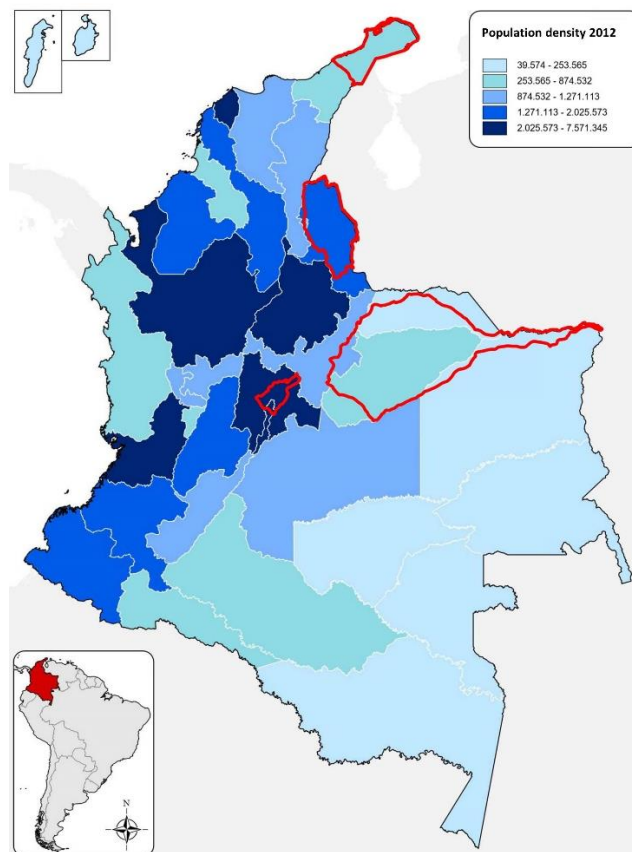 Population density 2012
39.574 - 253.565
253.565 - 874.532
874.532 - 1.271.113
1.271.113 - 2.025.573
2.025.573 - 7.571.345
N